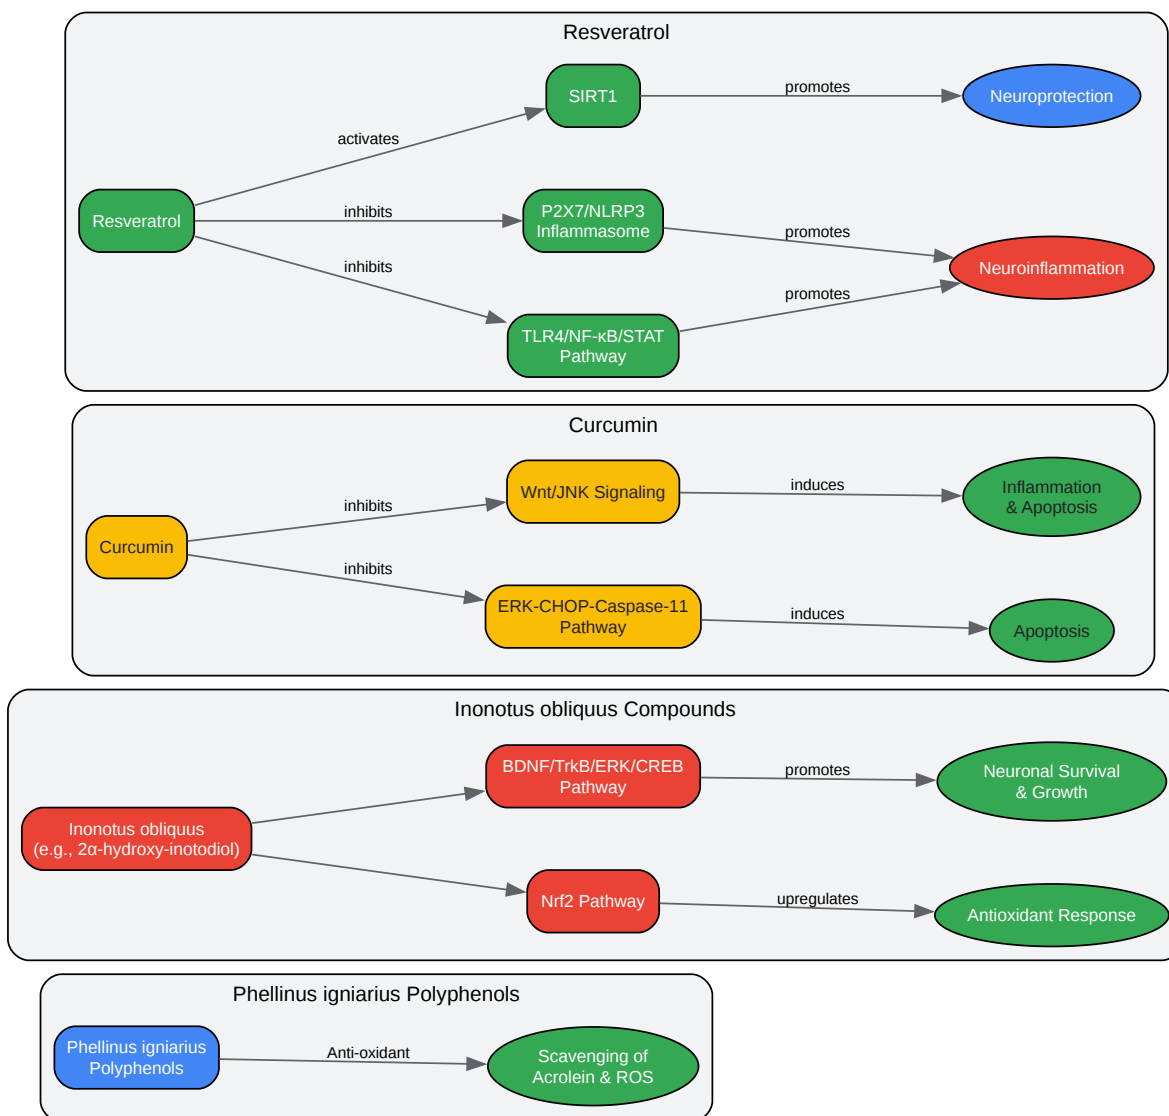 Resveratrol
SIRT1
promotes
Neuroprotection
activates
Resveratrol
inhibits
P2X7/NLRP3
Inflammasome
promotes
Neuroinflammation
inhibits
promotes
TLR4/NF-κB/STAT
Pathway
Curcumin
Wnt/JNK Signaling
induces
Inflammation
& Apoptosis
inhibits
Curcumin
inhibits
ERK-CHOP-Caspase-11
Pathway
induces
Apoptosis
Inonotus obliquus Compounds
BDNF/TrkB/ERK/CREB
Pathway
promotes
Neuronal Survival
& Growth
Inonotus obliquus
(e.g., 2α-hydroxy-inotodiol)
Nrf2 Pathway
upregulates
Antioxidant Response
Phellinus igniarius Polyphenols
Phellinus igniarius
Polyphenols
Anti-oxidant
Scavenging of
Acrolein & ROS